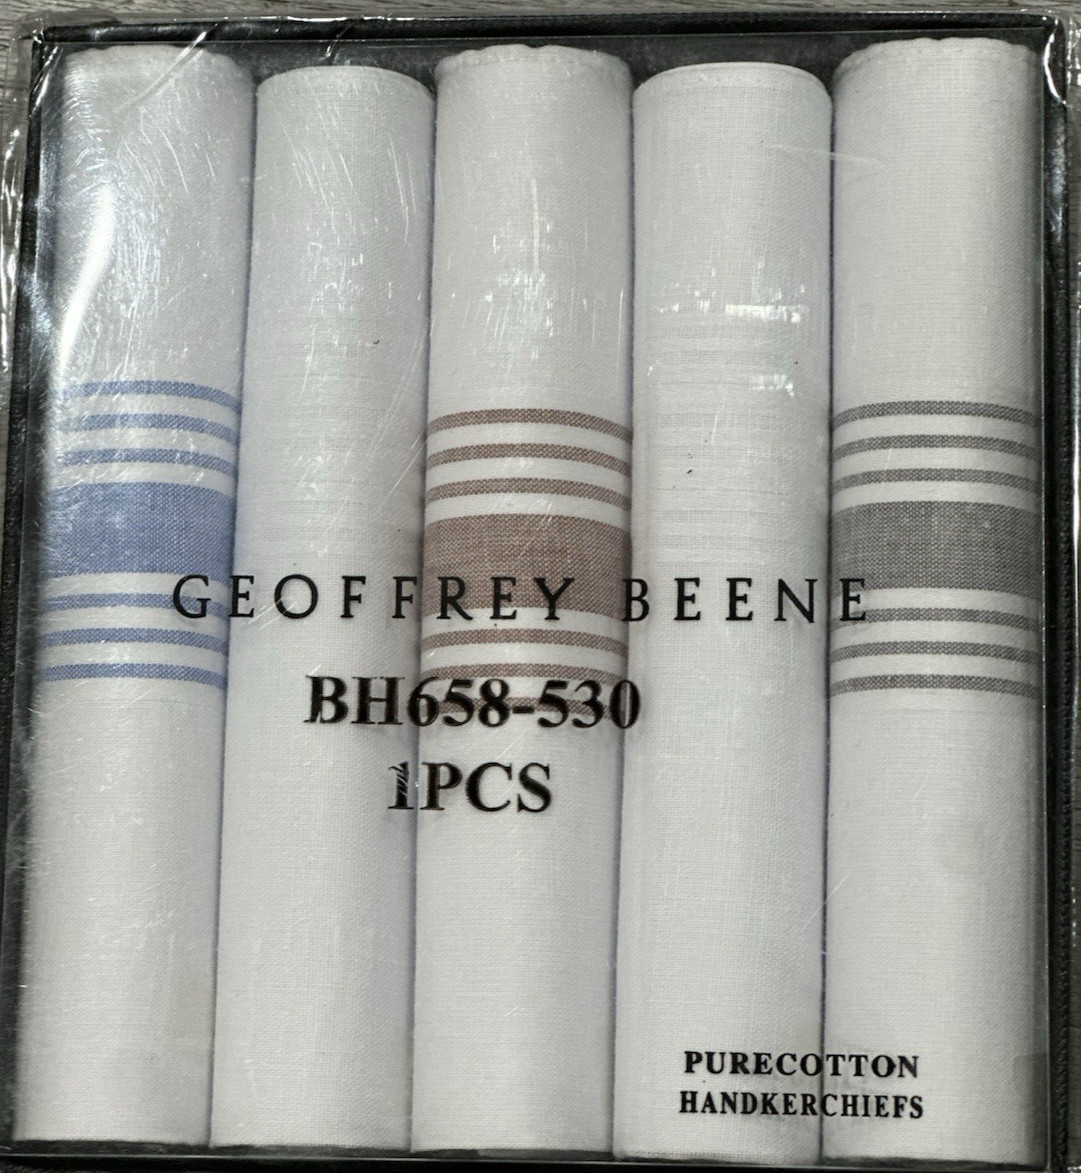 GEOFFREY BEENE
BH658-530
1PCS
PURECOTTON
HANDKERCHIEFS